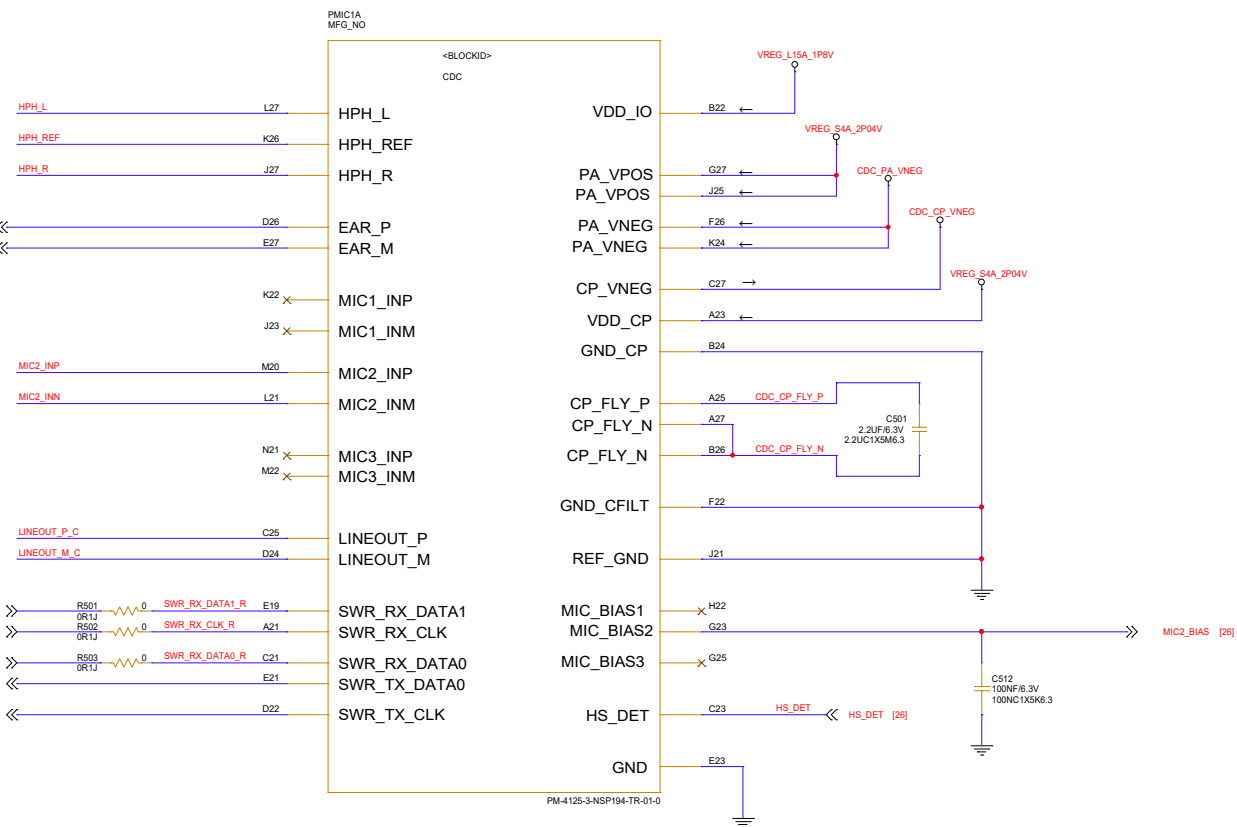 PMIC1A
MFG_NO
<BLOCKID>
CDC
VREG_L15A_1P8V
HPH_L L27 HPH_L VDD_IO B22
VREG_S4A_2P04V
HPH_REF K26 HPH_REF
HPH_R J27 HPH_R PA_VPOS G27 CDC_PA_VNEG
PA_VPOS J25
CDC_CP_VNEG
D26 EAR_P PA_VNEG F26
E27 EAR_M PA_VNEG K24
VREG_S4A_2P04V
K22 MIC1_INP CP_VNEG C27
J23 MIC1_INM VDD_CP A23
GND_CP B24
MIC2_INP M20 MIC2_INP
MIC2_INN L21 MIC2_INM CP_FLY_P A25 CDC_CP_FLY_P
CP_FLY_N A27
C501
2.2UF/6.3V
2.2UC1X5M6.3
N21 MIC3_INP CP_FLY_N B26 CDC_CP_FLY_N
M22 MIC3_INM
GND_CFILT F22
LINEOUT_P_C C25 LINEOUT_P
LINEOUT_M_C D24 LINEOUT_M REF_GND J21
R501 0 SWR_RX_DATA1_R E19 SWR_RX_DATA1 MIC_BIAS1 H22
0R1J
R502 0 SWR_RX_CLK_R A21 SWR_RX_CLK MIC_BIAS2 G23 MIC2_BIAS [26]
0R1J
R503 0 SWR_RX_DATA0_R C21 SWR_RX_DATA0 MIC_BIAS3 G25
0R1J
E21 SWR_TX_DATA0
C512
100NF/6.3V
100NC1X5K6.3
D22 SWR_TX_CLK HS_DET C23 HS_DET HS_DET [26]
GND E23
PM-4125-3-NSP194-TR-01-0